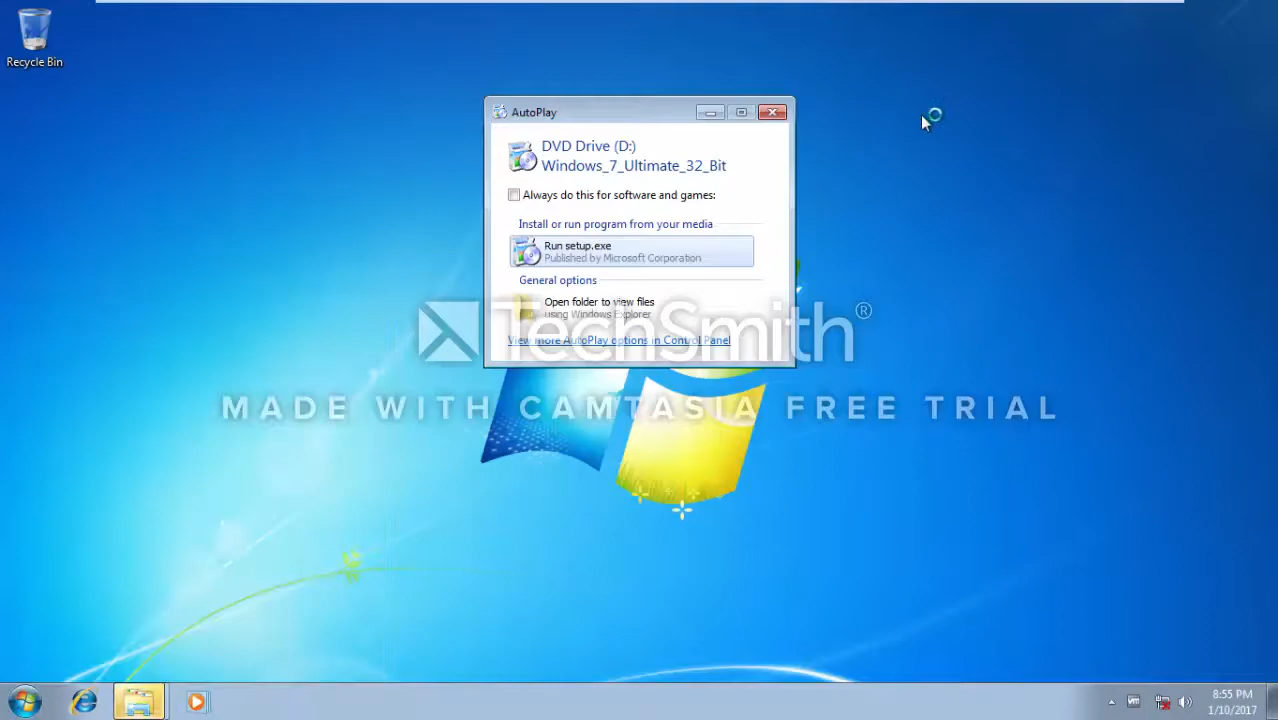 Recycle Bin
AutoPlay
DVD Drive (D:)
Windows_7_Ultimate_32_Bit
Always do this for software and games:
Install or run program from your media
Run setup.exe
Published by Microsoft Corporation
General options
Open folder to view files
using Windows Explorer
TechSmith®
View more AutoPlay options in Control Panel
MADE WITH CAMTASIA FREE TRIAL
vm
8:55 PM
1/10/2017